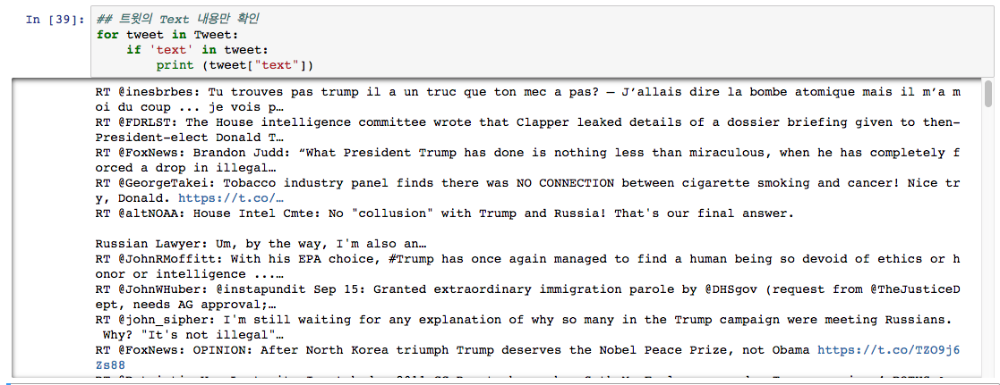 In [39]:
## 트윗의 Text 내용만 확인
for tweet in Tweet:
    if 'text' in tweet:
        print (tweet["text"])
RT @inesbrbes: Tu trouves pas trump il a un truc que ton mec a pas? — J’allais dire la bombe atomique mais il m’a m
oi du coup ... je vois p…
RT @FDRLST: The House intelligence committee wrote that Clapper leaked details of a dossier briefing given to then-
President-elect Donald T…
RT @FoxNews: Brandon Judd: “What President Trump has done is nothing less than miraculous, when he has completely f
orced a drop in illegal…
RT @GeorgeTakei: Tobacco industry panel finds there was NO CONNECTION between cigarette smoking and cancer! Nice tr
y, Donald. https://t.co/…
RT @altNOAA: House Intel Cmte: No "collusion" with Trump and Russia! That's our final answer.

Russian Lawyer: Um, by the way, I'm also an…
RT @JohnRMoffitt: With his EPA choice, #Trump has once again managed to find a human being so devoid of ethics or h
onor or intelligence ...…
RT @JohnWHuber: @instapundit Sep 15: Granted extraordinary immigration parole by @DHSgov (request from @TheJusticeD
ept, needs AG approval;…
RT @john_sipher: I'm still waiting for any explanation of why so many in the Trump campaign were meeting Russians.
 Why? "It's not illegal"…
RT @FoxNews: OPINION: After North Korea triumph Trump deserves the Nobel Peace Prize, not Obama https://t.co/TZO9j6
Zs88